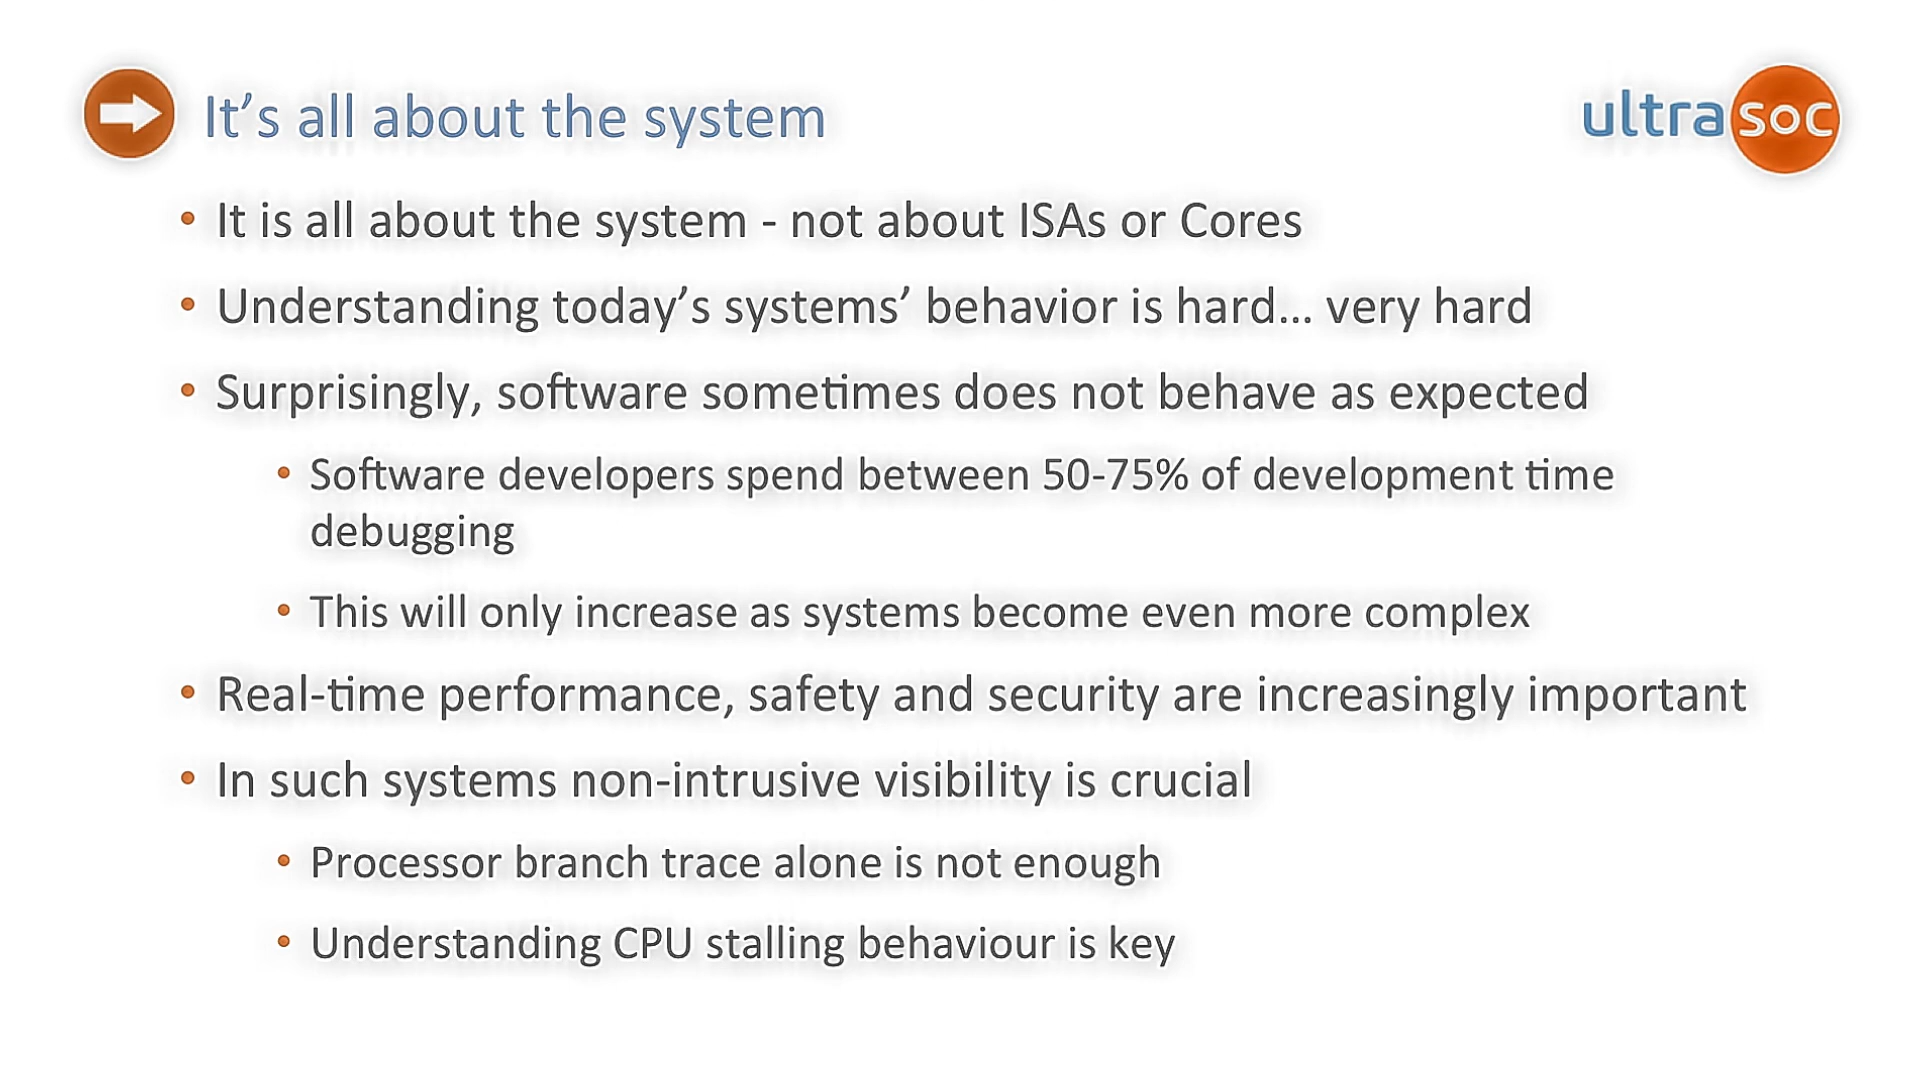 It's all about the system
ultrasoc
• It is all about the system - not about ISAs or Cores
• Understanding today's systems' behavior is hard... very hard
• Surprisingly, software sometimes does not behave as expected
• Software developers spend between 50-75% of development time
debugging
• This will only increase as systems become even more complex
• Real-time performance, safety and security are increasingly important
• In such systems non-intrusive visibility is crucial
• Processor branch trace alone is not enough
• Understanding CPU stalling behaviour is key